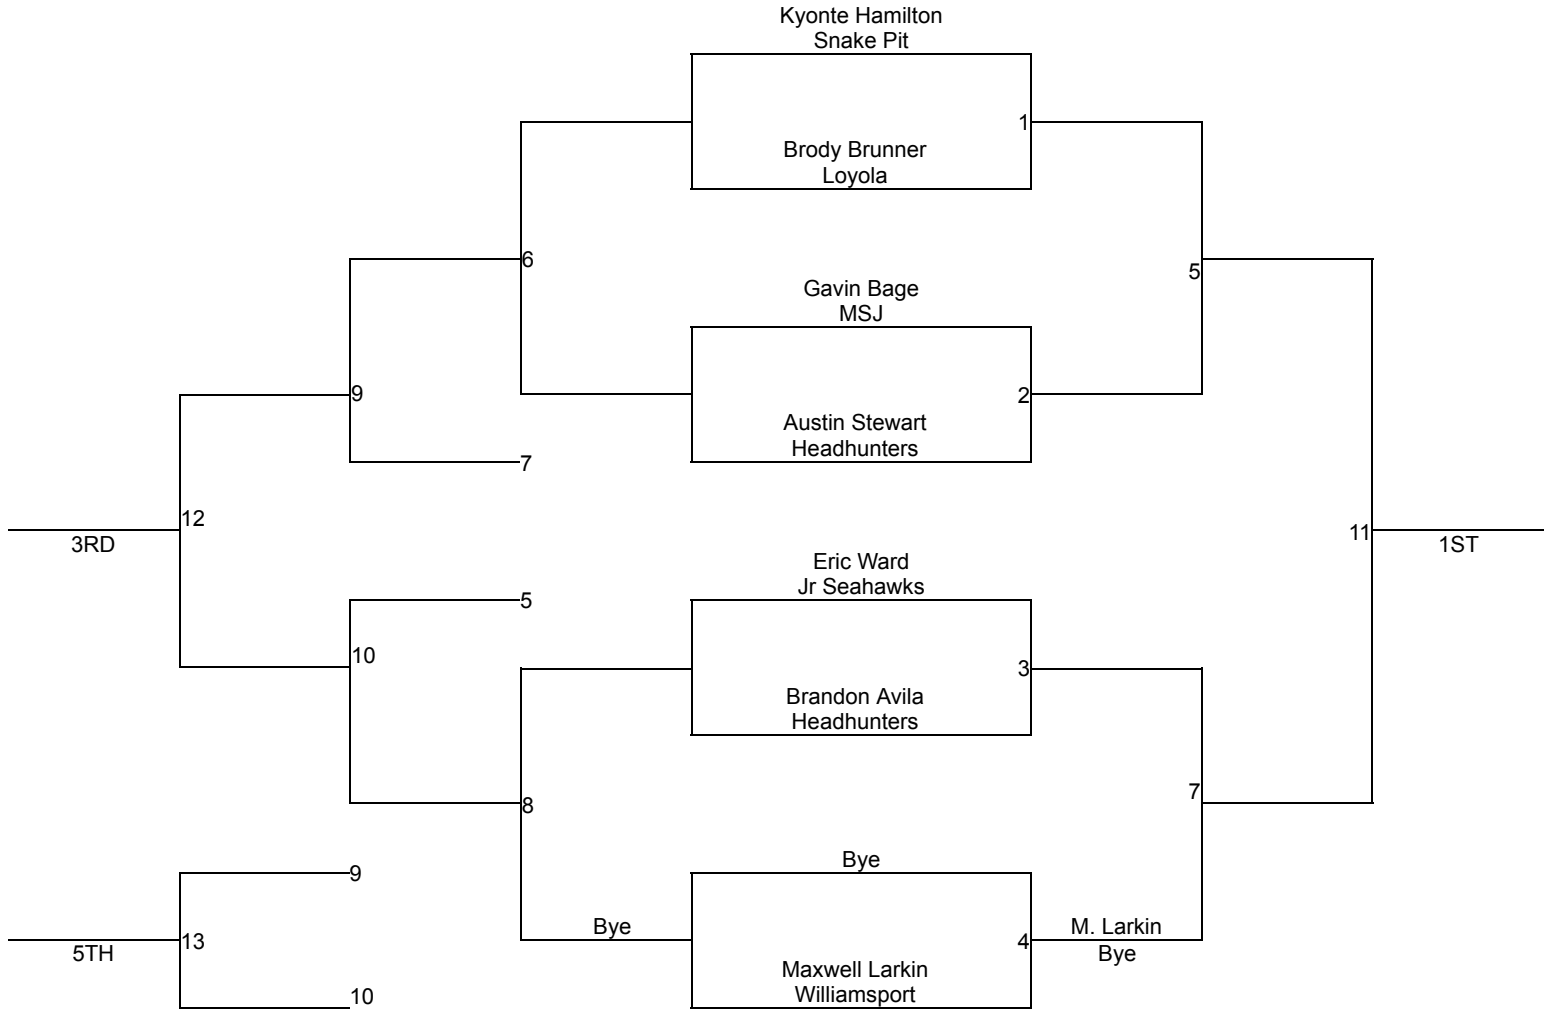 Kyonte Hamilton
Snake Pit
1
Brody Brunner
Loyola
6
5
Gavin Bage
MSJ
9
2
Austin Stewart
Headhunters
7
12
3RD
11
1ST
Eric Ward
Jr Seahawks
5
10
3
Brandon Avila
Headhunters
8
7
Bye
9
Bye
M. Larkin
13
4
5TH
Bye
Maxwell Larkin
Williamsport
10